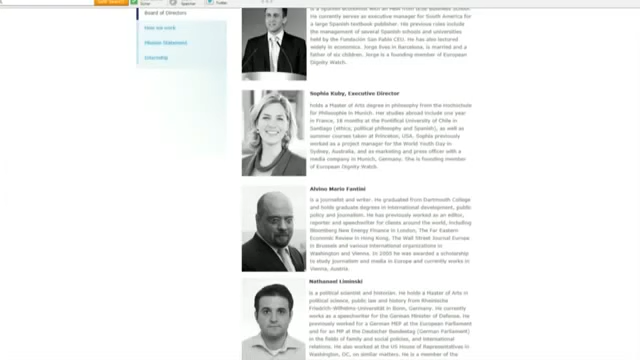 Twitter
Board of Directors
How we work
Mission Statement
Internship
is a Spanish economist with an MBA from IESE Business School.
He currently serves as executive manager for South America for
a large Spanish textbook publisher. His previous roles include
the management of several Spanish schools and universities
held by the Fundación San Pablo CEU. He has also lectured
widely in economics. Jorge lives in Barcelona, is married and a
father of six children. Jorge is a founding-member of European
Dignity Watch.
Sophia Kuby, Executive Director
holds a Master of Arts degree in philosophy from the Hochschule
für Philosophie in Munich. Her studies abroad include one year
in France, 18 months at the Pontifical University of Chile in
Santiago (ethics, political philosophy and Spanish), as well as
summer courses taken at Princeton, USA. Sophia previously
worked as a project manager for the World Youth Day in
Sydney, Australia, and as marketing and press officer with a
media company in Munich, Germany. She is founding member
of European Dignity Watch.
Alvino Mario Fantini
is a journalist and writer. He graduated from Dartmouth College
and holds graduate degrees in international development, public
policy and journalism. He has previously worked as an editor,
reporter and speechwriter for clients around the world, including
Bloomberg New Energy Finance in London, The Far Eastern
Economic Review in Hong Kong, The Wall Street Journal Europe
in Brussels and various international organizations in
Washington and Vienna. In 2005 he was awarded a scholarship
to study journalism and media in Europe and currently works in
Vienna, Austria.
Nathanael Liminski
is a political scientist and historian. He holds a Master of Arts in
political science, public law and history from Rheinische
Friedrich-Wilhelms-Universität in Bonn, Germany. He currently
works as a speechwriter for the German Minister of Defense. He
previously worked for a German MEP at the European Parliament
and for an MP at the Deutscher Bundestag (German Parliament)
in the fields of family and social policies, and international
relations. He also worked at the US House of Representatives in
Washington, DC, on similar matters. He is a member of the